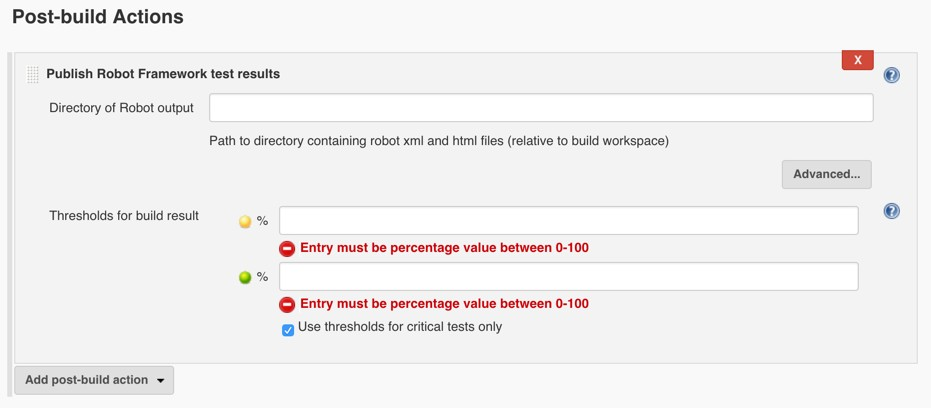 Post-build Actions
X
Publish Robot Framework test results
?
Directory of Robot output
Path to directory containing robot xml and html files (relative to build workspace)
Advanced...
Thresholds for build result
%
?
Entry must be percentage value between 0-100
%
Entry must be percentage value between 0-100
Use thresholds for critical tests only
Add post-build action